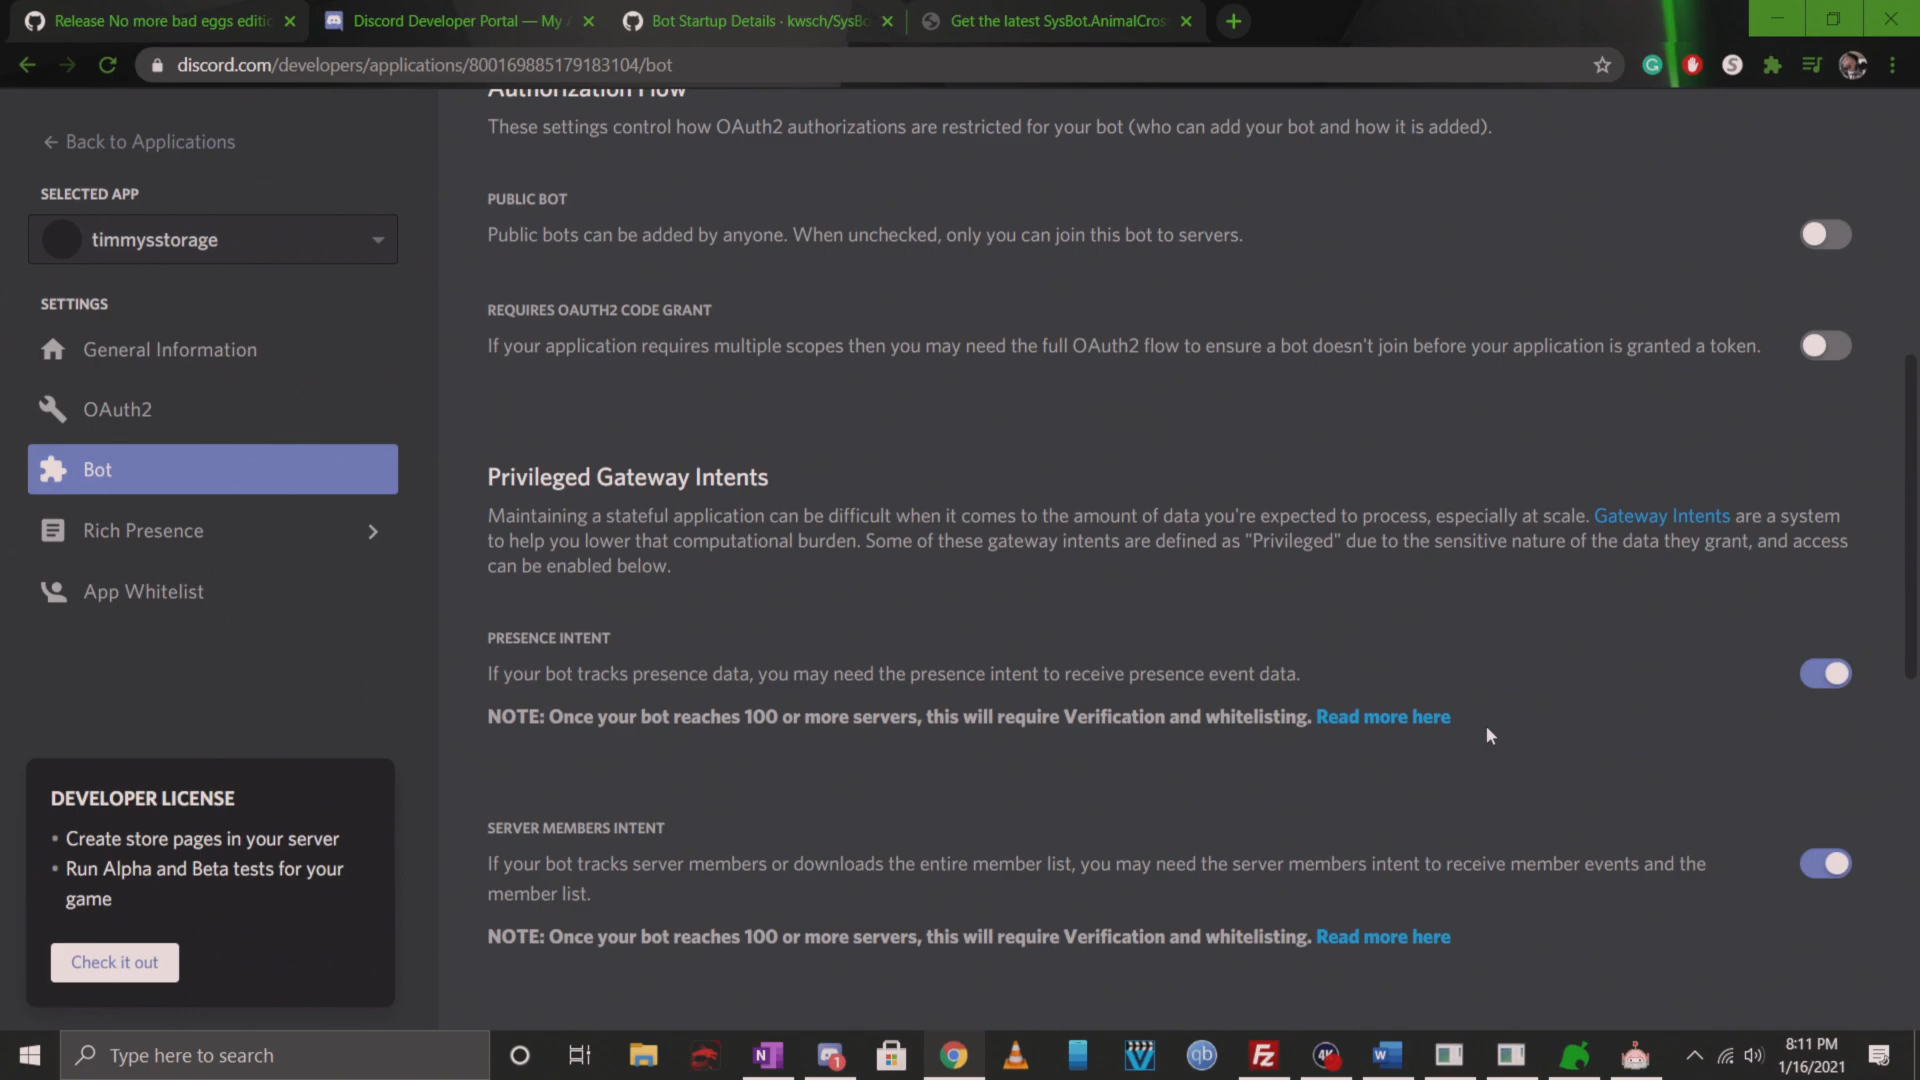 Release No more bad eggs editi
Discord Developer Portal — My
Bot Startup Details · kwsch/SysBo
Get the latest SysBot.AnimalCros
discord.com/developers/applications/800169885179183104/bot
Authorization Flow
Back to Applications
These settings control how OAuth2 authorizations are restricted for your bot (who can add your bot and how it is added).
SELECTED APP
timmysstorage
PUBLIC BOT
Public bots can be added by anyone. When unchecked, only you can join this bot to servers.
SETTINGS
General Information
OAuth2
Bot
Rich Presence
App Whitelist
REQUIRES OAUTH2 CODE GRANT
If your application requires multiple scopes then you may need the full OAuth2 flow to ensure a bot doesn't join before your application is granted a token.
Privileged Gateway Intents
Maintaining a stateful application can be difficult when it comes to the amount of data you're expected to process, especially at scale. Gateway Intents are a system
to help you lower that computational burden. Some of these gateway intents are defined as "Privileged" due to the sensitive nature of the data they grant, and access
can be enabled below.
PRESENCE INTENT
If your bot tracks presence data, you may need the presence intent to receive presence event data.
NOTE: Once your bot reaches 100 or more servers, this will require Verification and whitelisting. Read more here
SERVER MEMBERS INTENT
If your bot tracks server members or downloads the entire member list, you may need the server members intent to receive member events and the
member list.
NOTE: Once your bot reaches 100 or more servers, this will require Verification and whitelisting. Read more here
DEVELOPER LICENSE
• Create store pages in your server
• Run Alpha and Beta tests for your
game
Check it out
Type here to search
8:11 PM
1/16/2021